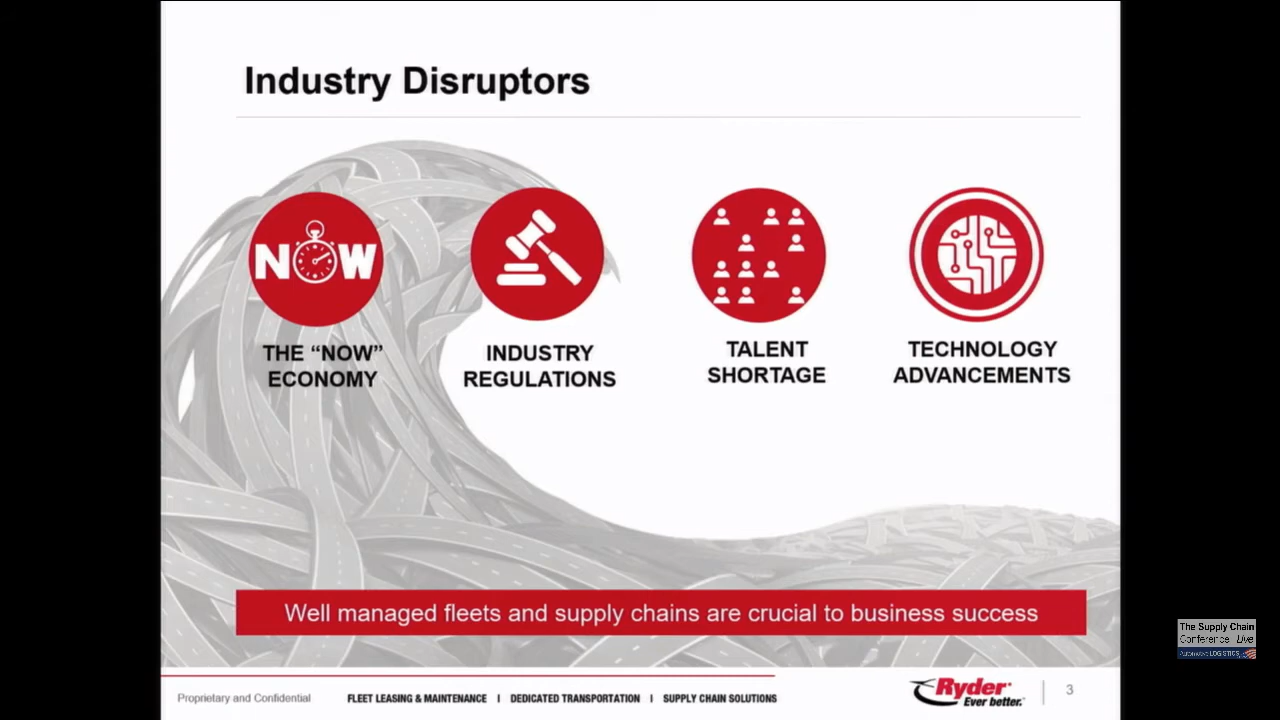 Industry Disruptors
NOW
THE “NOW”
ECONOMY
INDUSTRY
REGULATIONS
TALENT
SHORTAGE
TECHNOLOGY
ADVANCEMENTS
Well managed fleets and supply chains are crucial to business success
The Supply Chain
Conference Live
Automotive LOGISTICS
Proprietary and Confidential
FLEET LEASING & MAINTENANCE I DEDICATED TRANSPORTATION I SUPPLY CHAIN SOLUTIONS
Ryder
Ever better.
3